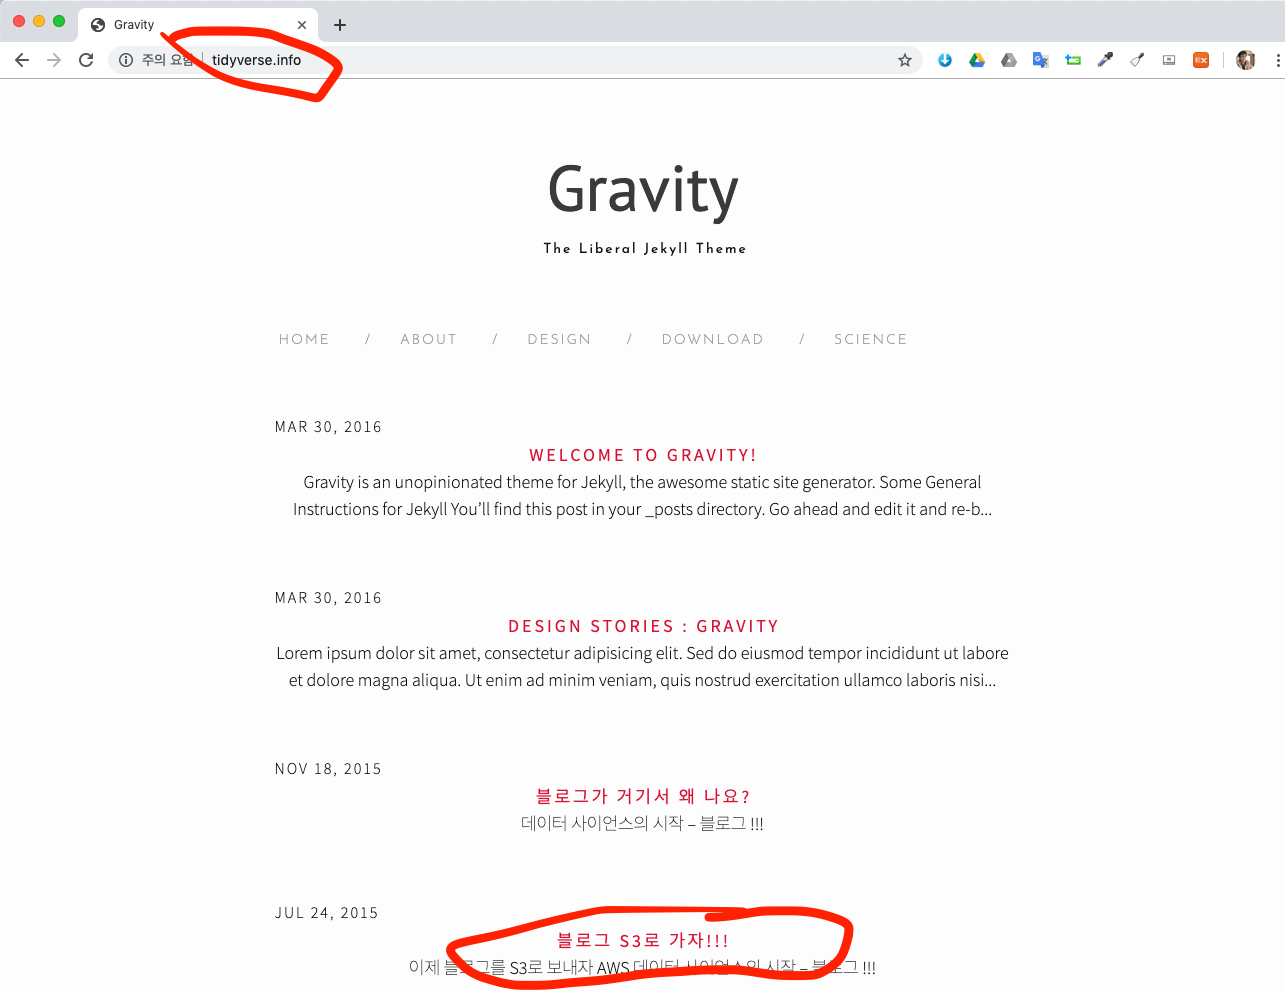 Gravity
주의 요함 tidyverse.info
EX
Gravity
The Liberal Jekyll Theme
HOME / ABOUT / DESIGN / DOWNLOAD / SCIENCE
MAR 30, 2016
WELCOME TO GRAVITY!
Gravity is an unopinionated theme for Jekyll, the awesome static site generator. Some General
Instructions for Jekyll You’ll find this post in your _posts directory. Go ahead and edit it and re-b...
MAR 30, 2016
DESIGN STORIES : GRAVITY
Lorem ipsum dolor sit amet, consectetur adipisicing elit. Sed do eiusmod tempor incididunt ut labore
et dolore magna aliqua. Ut enim ad minim veniam, quis nostrud exercitation ullamco laboris nisi...
NOV 18, 2015
블로그가 거기서 왜 나요?
데이터 사이언스의 시작 – 블로그 !!!
JUL 24, 2015
블로그 S3로 가자!!!
이제 블로그를 S3로 보내자 AWS 데이터 사이언스의 시작 – 블로그 !!!